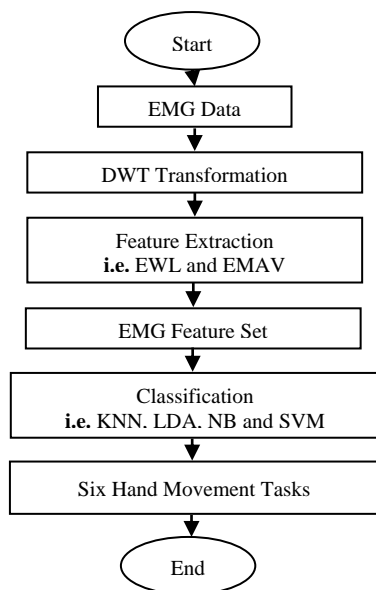 Start
EMG Data
DWT Transformation
Feature Extraction
i.e. EWL and EMAV
EMG Feature Set
Classification
i.e. KNN, LDA, NB and SVM
Six Hand Movement Tasks
End